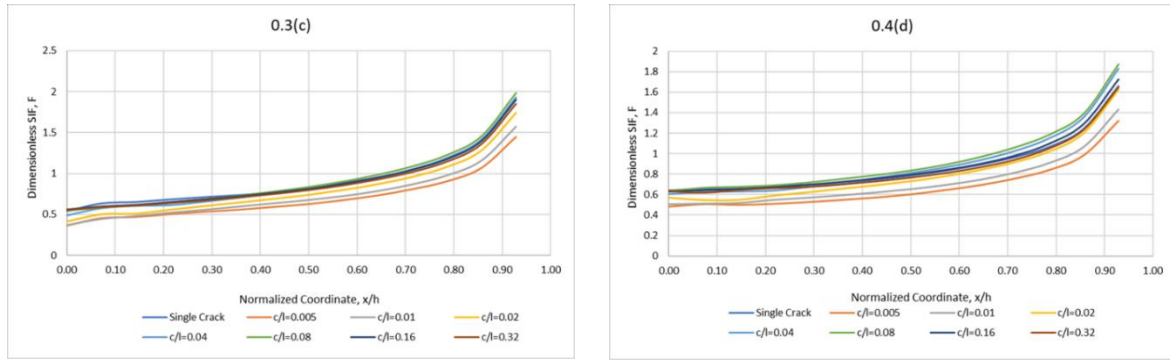 0.3(c)
Dimensionless SIF, F
2.5
2
1.5
1
0.5
0
0.00 0.10 0.20 0.30 0.40 0.50 0.60 0.70 0.80 0.90 1.00
Normalized Coordinate, x/h
Single Crack c/l=0.005 c/l=0.01 c/l=0.02
c/l=0.04 c/l=0.08 c/l=0.16 c/l=0.32
0.4(d)
Dimensionless SIF, F
2
1.8
1.6
1.4
1.2
1
0.8
0.6
0.4
0.2
0
0.00 0.10 0.20 0.30 0.40 0.50 0.60 0.70 0.80 0.90 1.00
Normalized Coordinate, x/h
Single Crack c/l=0.005 c/l=0.01 c/l=0.02
c/l=0.04 c/l=0.08 c/l=0.16 c/l=0.32